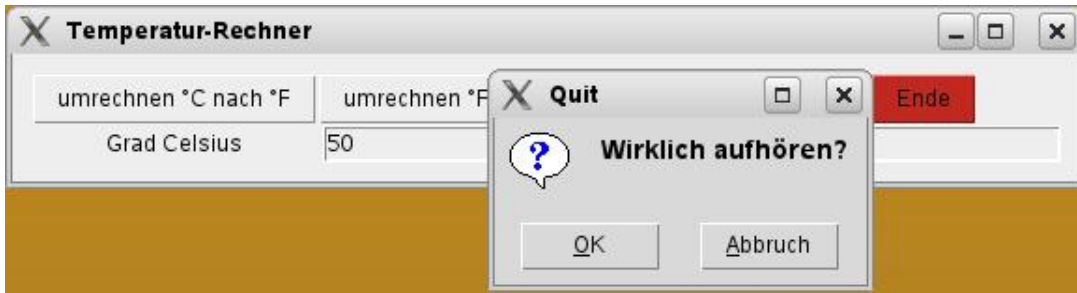 Temperatur-Rechner
umrechnen °C nach °F
umrechnen °F
Ende
Grad Celsius
50
Quit
Wirklich aufhören?
OK
Abbruch